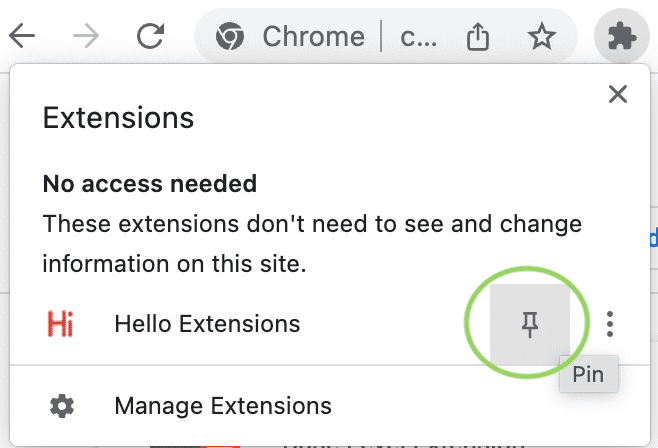 Chrome | c...
Extensions
No access needed
These extensions don't need to see and change
information on this site.
Hi Hello Extensions
Pin
Manage Extensions